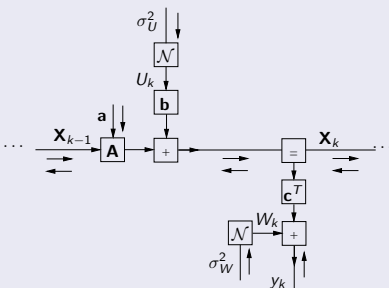 σ²_U
𝒩
U_k
b
a
... X_{k-1} A + = X_k ..
c^T
𝒩 W_k +
σ²_W
y_k